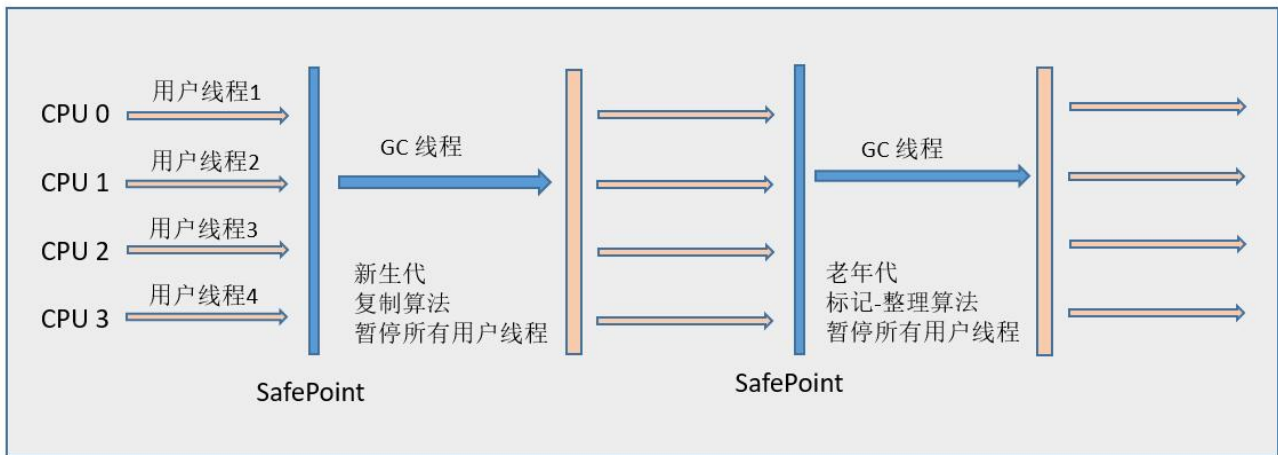 CPU 0
用户线程1
CPU 1
用户线程2
CPU 2
用户线程3
CPU 3
用户线程4
SafePoint
GC 线程
新生代
复制算法
暂停所有用户线程
SafePoint
GC 线程
老年代
标记-整理算法
暂停所有用户线程